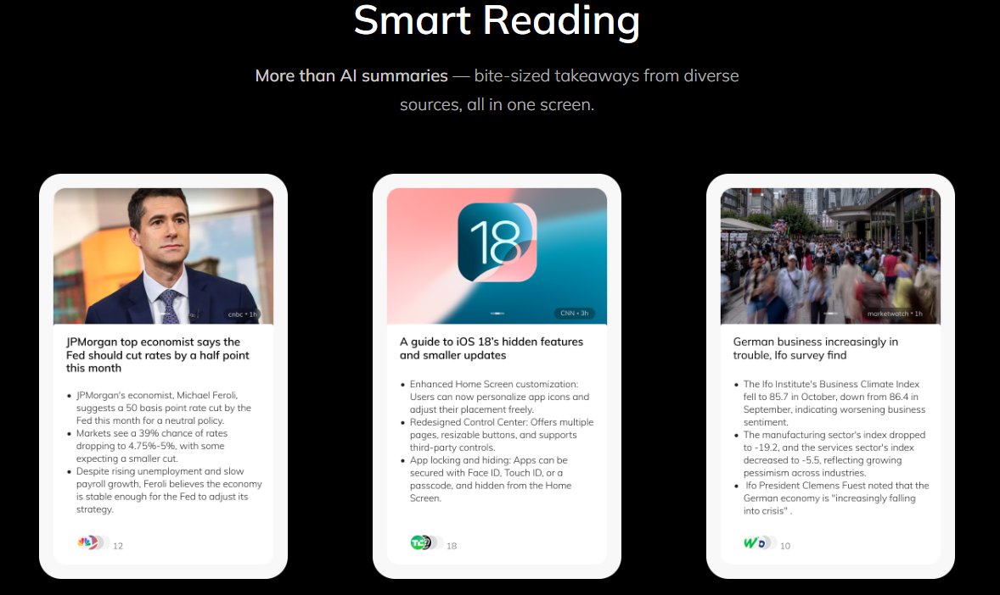 Smart Reading
More than AI summaries — bite-sized takeaways from diverse
sources, all in one screen.
cnbc • 1h
JPMorgan top economist says the
Fed should cut rates by a half point
this month
• JPMorgan's economist, Michael Feroli,
suggests a 50 basis point rate cut by the
Fed this month for a neutral policy.
• Markets see a 39% chance of rates
dropping to 4.75%-5%, with some
expecting a smaller cut.
• Despite rising unemployment and slow
payroll growth, Feroli believes the economy
is stable enough for the Fed to adjust its
strategy.
12
18
CNN • 3h
A guide to iOS 18's hidden features
and smaller updates
• Enhanced Home Screen customization:
Users can now personalize app icons and
adjust their placement freely.
• Redesigned Control Center: Offers multiple
pages, resizable buttons, and supports
third-party controls.
• App locking and hiding: Apps can be
secured with Face ID, Touch ID, or a
passcode, and hidden from the Home
Screen.
TC
18
marketwatch • 1h
German business increasingly in
trouble, Ifo survey find
• The Ifo Institute's Business Climate Index
fell to 85.7 in October, down from 86.4 in
September, indicating worsening business
sentiment.
• The manufacturing sector's index dropped
to -19.2, and the services sector's index
decreased to -5.5, reflecting growing
pessimism across industries.
• Ifo President Clemens Fuest noted that the
German economy is "increasingly falling
into crisis" .
W D
10